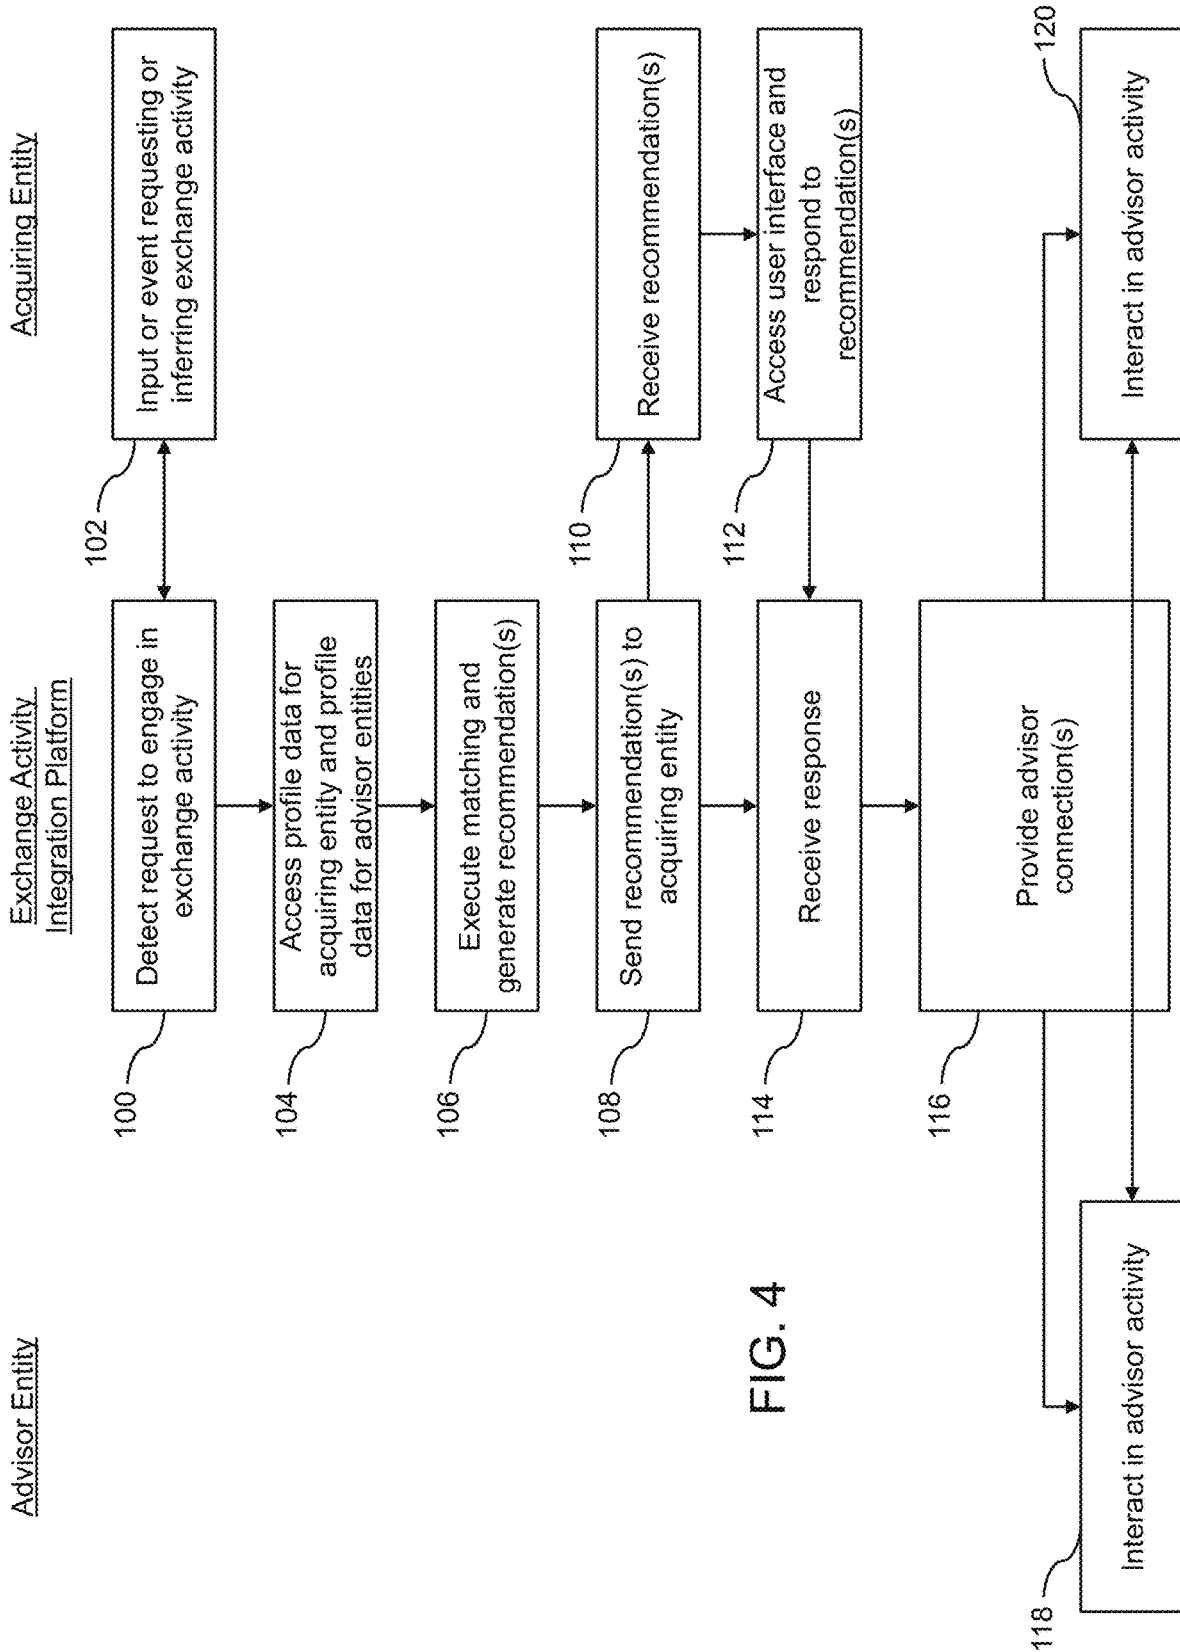 Advisor Entity
Exchange Activity
Integration Platform
Acquiring Entity
100
Detect request to engage in
exchange activity
102
Input or event requesting or
inferring exchange activity
104
Access profile data for
acquiring entity and profile
data for advisor entities
106
Execute matching and
generate recommendation(s)
108
Send recommendation(s) to
acquiring entity
110
Receive recommendation(s)
112
Access user interface and
respond to
recommendation(s)
114
Receive response
116
Provide advisor
connection(s)
118
Interact in advisor activity
120
Interact in advisor activity
FIG. 4